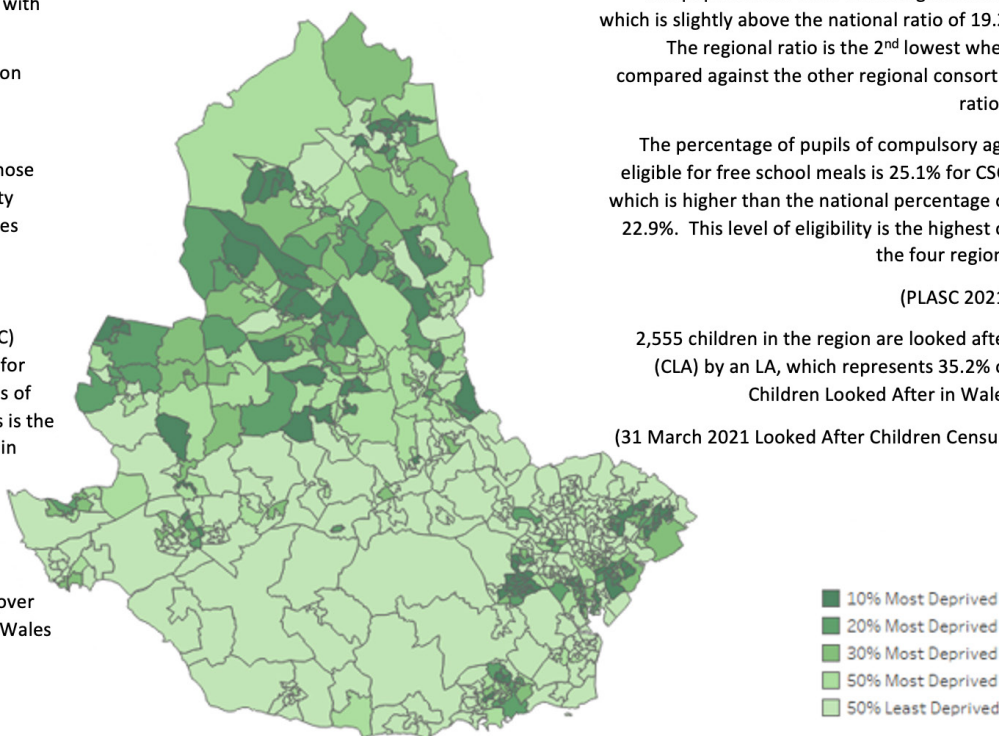 with
on
hose
ty
es
C)
for
s of
s is the
in
over
Wales
which is slightly above the national ratio of 19.
The regional ratio is the 2nd lowest whe
compared against the other regional consort
ratio
The percentage of pupils of compulsory ag
eligible for free school meals is 25.1% for CS
which is higher than the national percentage o
22.9%.  This level of eligibility is the highest o
the four region
(PLASC 2021
2,555 children in the region are looked afte
(CLA) by an LA, which represents 35.2% o
Children Looked After in Wale
(31 March 2021 Looked After Children Censu
10% Most Deprived
20% Most Deprived
30% Most Deprived
50% Most Deprived
50% Least Deprived